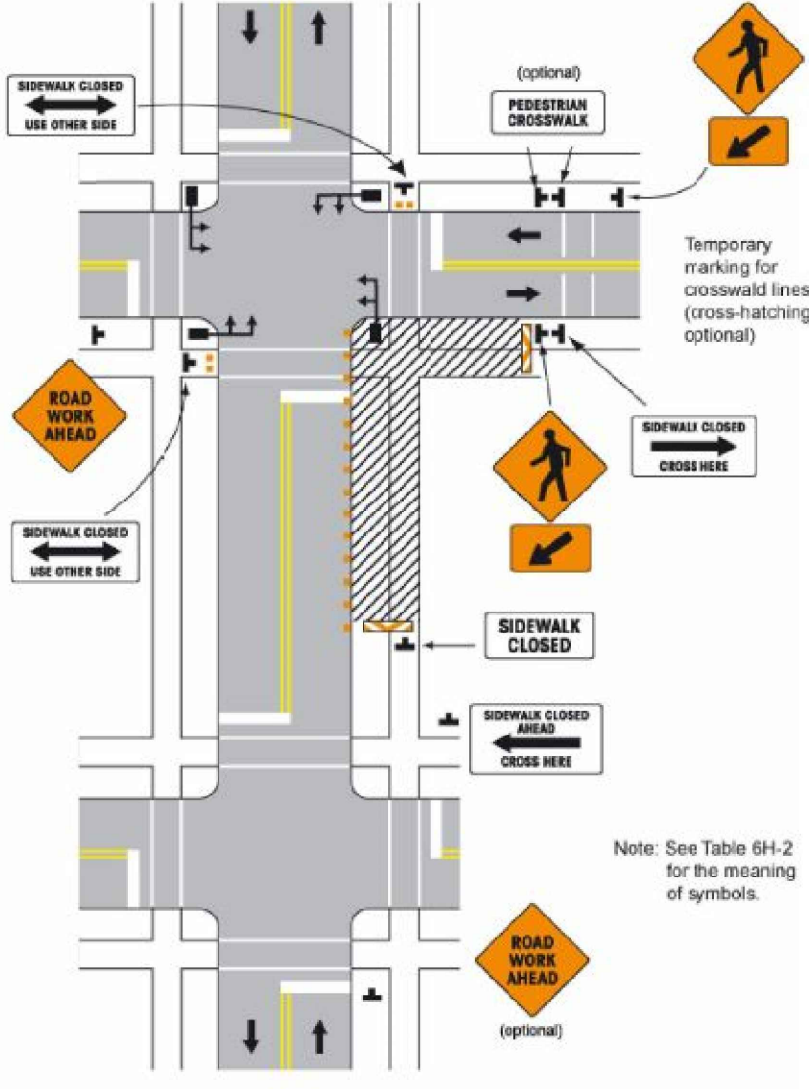 SIDEWALK CLOSED
USE OTHER SIDE
(optional)
PEDESTRIAN
CROSSWALK
Temporary
marking for
crosswald lines
(cross-hatching
optional)
ROAD
WORK
AHEAD
SIDEWALK CLOSED
CROSS HERE
SIDEWALK CLOSED
USE OTHER SIDE
SIDEWALK
CLOSED
SIDEWALK CLOSED
AHEAD
CROSS HERE
Note: See Table 6H-2
for the meaning
of symbols.
ROAD
WORK
AHEAD
(optional)